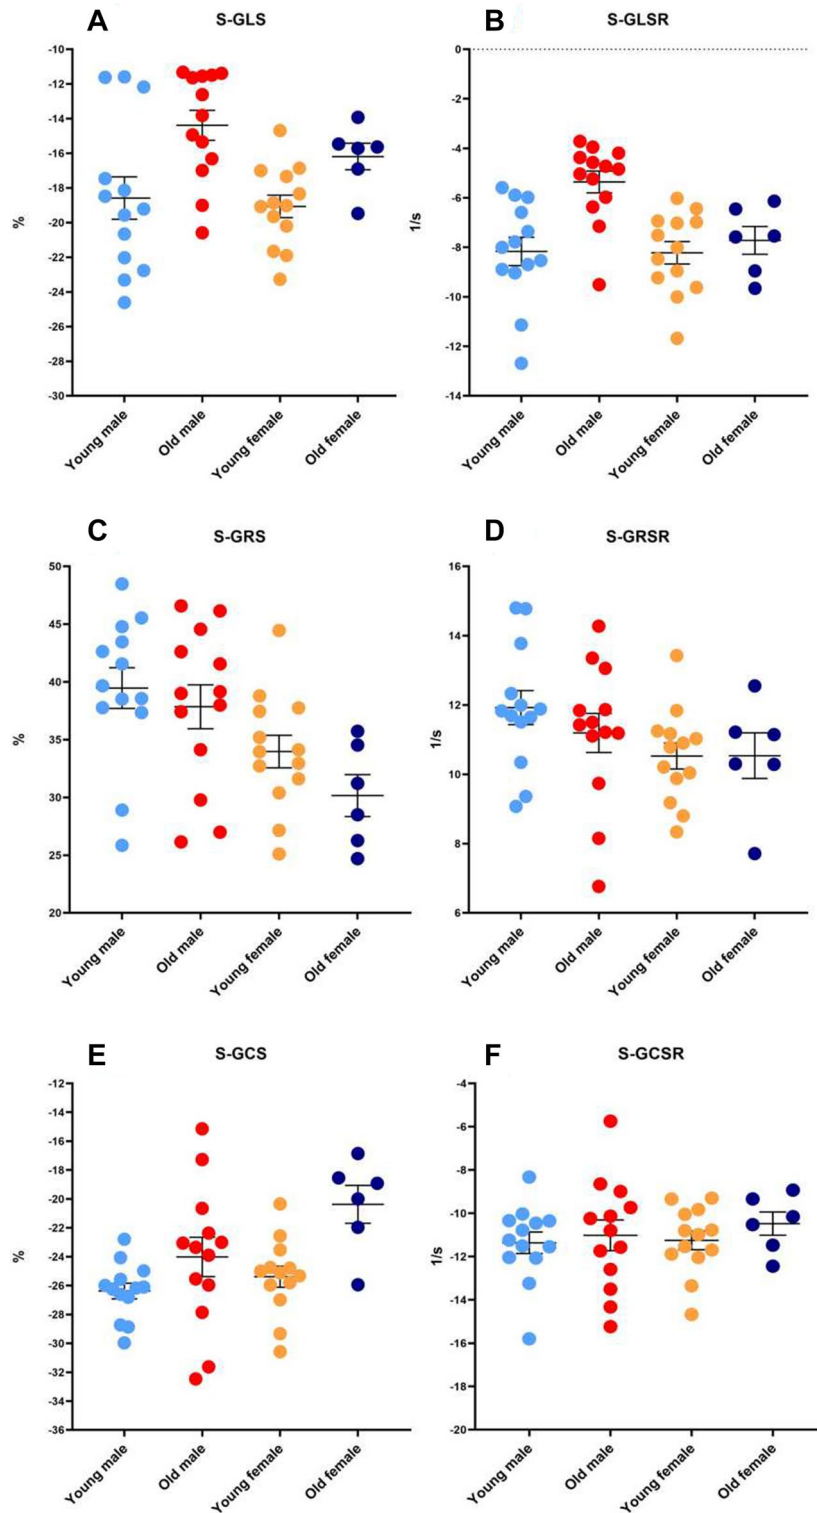 A
S-GLS
-10
-12
-14
-16
-18
-20
-22
-24
-26
-28
-30
%
Young male
Old male
Young female
Old female
B
S-GLSR
0
-2
-4
-6
-8
-10
-12
-14
1/s
Young male
Old male
Young female
Old female
C
S-GRS
50
45
40
35
30
25
20
%
Young male
Old male
Young female
Old female
D
S-GRSR
16
14
12
10
8
6
1/s
Young male
Old male
Young female
Old female
E
S-GCS
-12
-14
-16
-18
-20
-22
-24
-26
-28
-30
-32
-34
-36
%
Young male
Old male
Young female
Old female
F
S-GCSR
-4
-6
-8
-10
-12
-14
-16
-18
-20
1/s
Young male
Old male
Young female
Old female